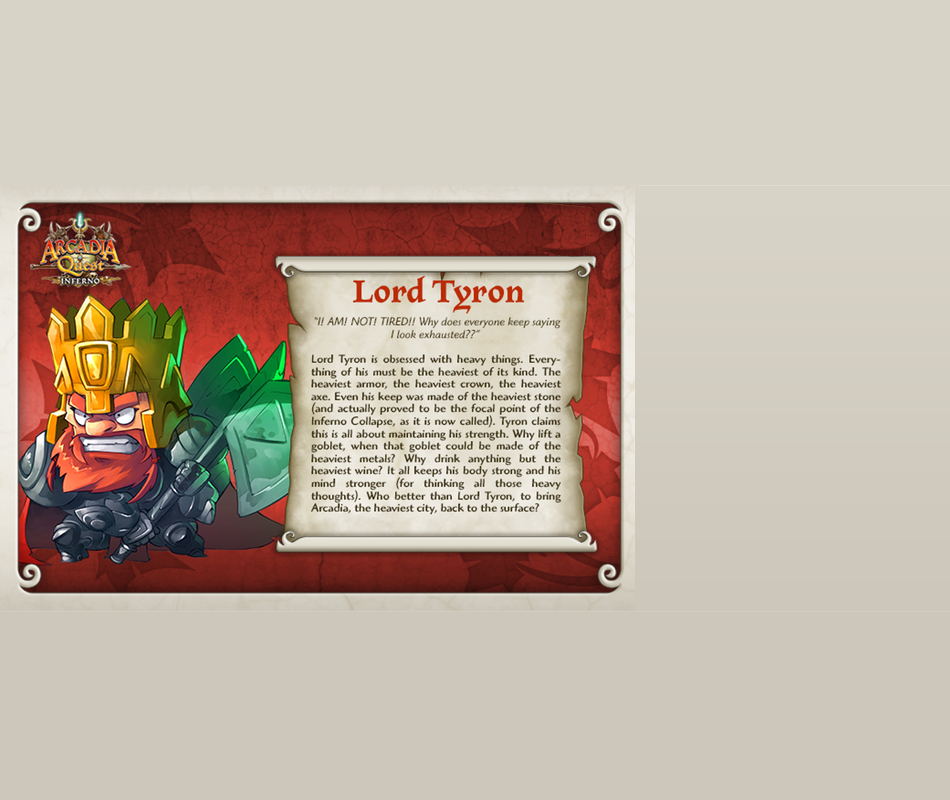 ARCADIA
Quest
INFERNO
Lord Tyron
"I! AM! NOT! TIRED!! Why does everyone keep saying
I look exhausted??"
Lord Tyron is obsessed with heavy things. Every-
thing of his must be the heaviest of its kind. The
heaviest armor, the heaviest crown, the heaviest
axe. Even his keep was made of the heaviest stone
(and actually proved to be the focal point of the
Inferno Collapse, as it is now called). Tyron claims
this is all about maintaining his strength. Why lift a
goblet, when that goblet could be made of the
heaviest metals? Why drink anything but the
heaviest wine? It all keeps his body strong and his
mind stronger (for thinking all those heavy
thoughts). Who better than Lord Tyron, to bring
Arcadia, the heaviest city, back to the surface?